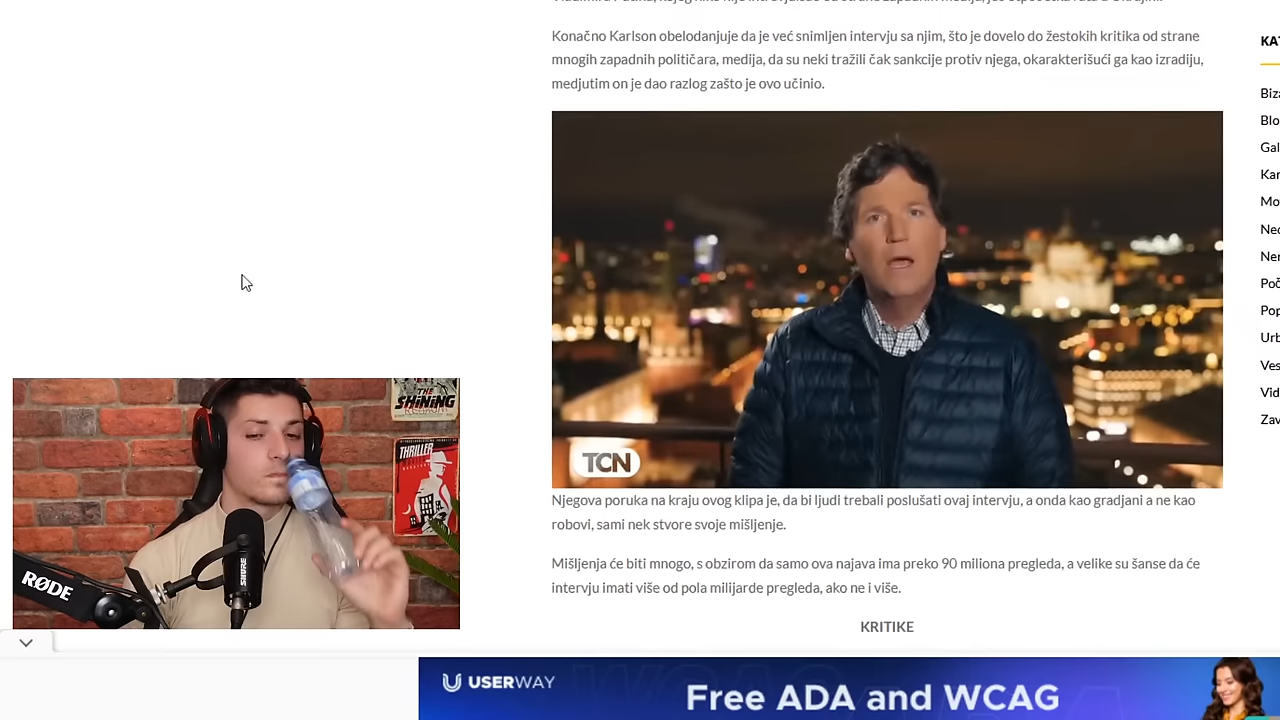 Konačno Karlson obelodanjuje da je već snimljen intervju sa njim, što je dovelo do žestokih kritika od strane
mnogih zapadnih političara, medija, da su neki tražili čak sankcije protiv njega, okarakterišući ga kao izradiju,
medjutim on je dao razlog zašto je ovo učinio.
TCN
Njegova poruka na kraju ovog klipa je, da bi ljudi trebali poslušati ovaj intervju, a onda kao gradjani a ne kao
robovi, sami nek stvore svoje mišljenje.
Mišljenja će biti mnogo, s obzirom da samo ova najava ima preko 90 miliona pregleda, a velike su šanse da će
intervju imati više od pola milijarde pregleda, ako ne i više.
KRITIKE
KAT
Biza
Blo
Gal
Kar
Mo
Neo
Ner
Poč
Pop
Urb
Ves
Vid
Zav
THE
SHiNiNG
THRiLLER
RØDE
SHURE
USERWAY
Free ADA and WCAG